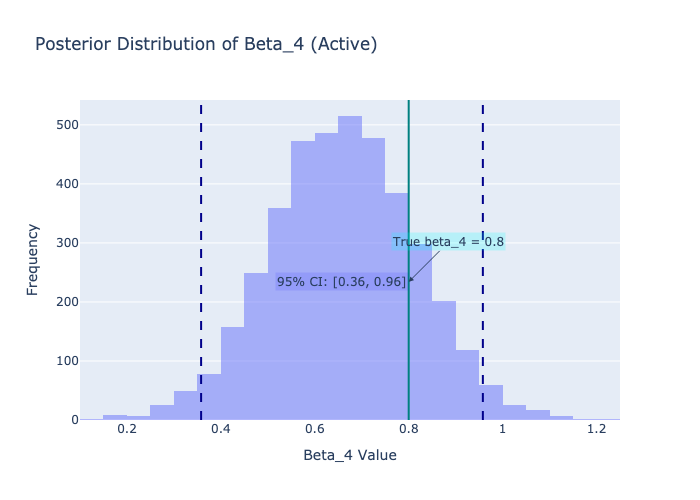 Posterior Distribution of Beta_4 (Active)
500
400
300
200
100
0
Frequency
True beta_4 = 0.8
95% CI: [0.36, 0.96]
0.2
0.4
0.6
0.8
1
1.2
Beta_4 Value